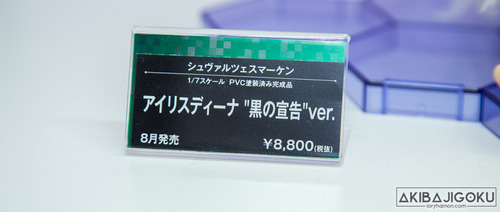 シュヴァルツェスマーケン
1/7スケール PVC塗装済み完成品
アイリスディーナ "黒の宣告"ver.
8月発売 ¥8,800(税抜)
AKIBAJIGOKU
xoryhamon.com